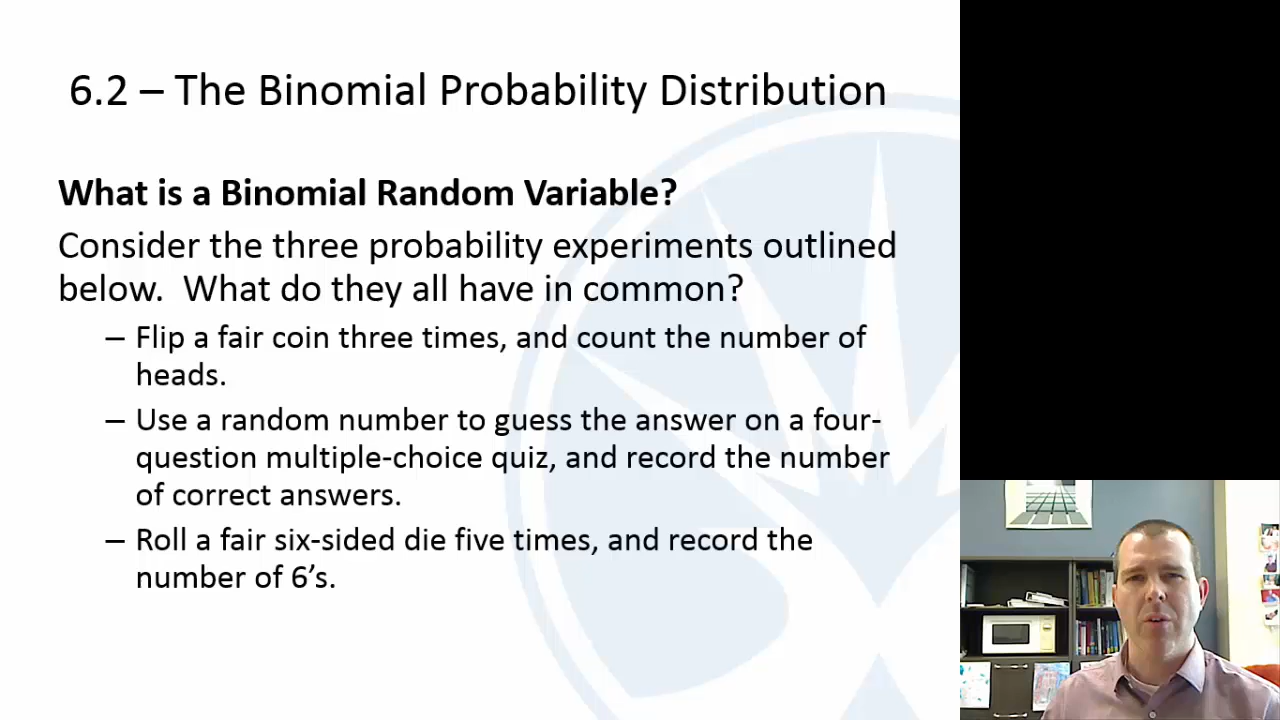 6.2 – The Binomial Probability Distribution
What is a Binomial Random Variable?
Consider the three probability experiments outlined
below.  What do they all have in common?
– Flip a fair coin three times, and count the number of
heads.
– Use a random number to guess the answer on a four-
question multiple-choice quiz, and record the number
of correct answers.
– Roll a fair six-sided die five times, and record the
number of 6’s.